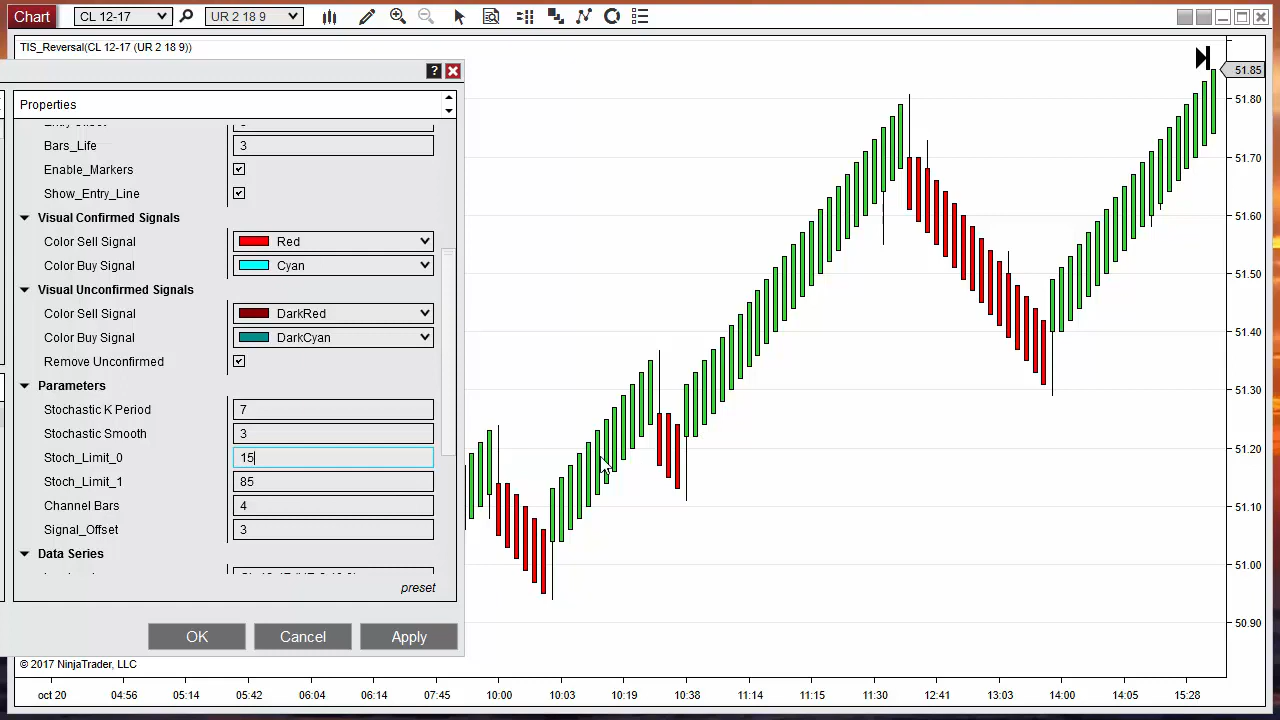 Chart CL 12-17 UR 2 18 9
TIS_Reversal(CL 12-17 (UR 2 18 9))
?
Properties
Bars_Life 3
Enable_Markers
Show_Entry_Line
Visual Confirmed Signals
Color Sell Signal Red
Color Buy Signal Cyan
Visual Unconfirmed Signals
Color Sell Signal DarkRed
Color Buy Signal DarkCyan
Remove Unconfirmed
Parameters
Stochastic K Period 7
Stochastic Smooth 3
Stoch_Limit_0 15
Stoch_Limit_1 85
Channel Bars 4
Signal_Offset 3
Data Series
preset
OK Cancel Apply
© 2017 NinjaTrader, LLC
51.85
51.80
51.70
51.60
51.50
51.40
51.30
51.20
51.10
51.00
50.90
oct 20 04:56 05:14 05:42 06:04 06:14 07:45 10:00 10:03 10:19 10:38 11:14 11:15 11:30 12:41 13:03 14:00 14:05 15:28